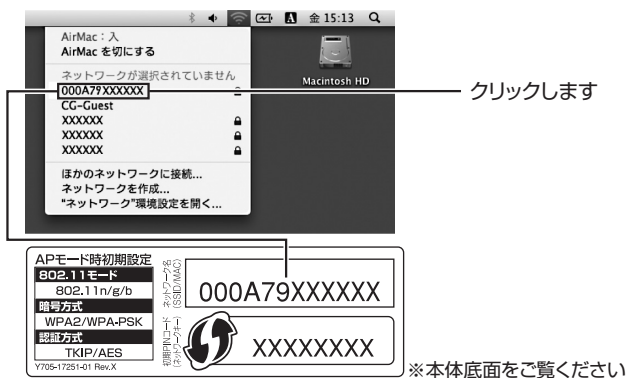 金 15:13
AirMac：入
AirMac を切にする
ネットワークが選択されていません
000A79XXXXXX
CG-Guest
XXXXXX
XXXXXX
XXXXXX
ほかのネットワークに接続...
ネットワークを作成...
“ネットワーク”環境設定を開く...
Macintosh HD
クリックします
APモード時初期設定
802.11モード
802.11n/g/b
暗号方式
WPA2/WPA-PSK
認証方式
TKIP/AES
Y705-17251-01 Rev.X
ネットワーク名
(SSID/MAC)
000A79XXXXXX
初期PINコード
(ネットワークキー)
XXXXXXXX
※本体底面をご覧ください